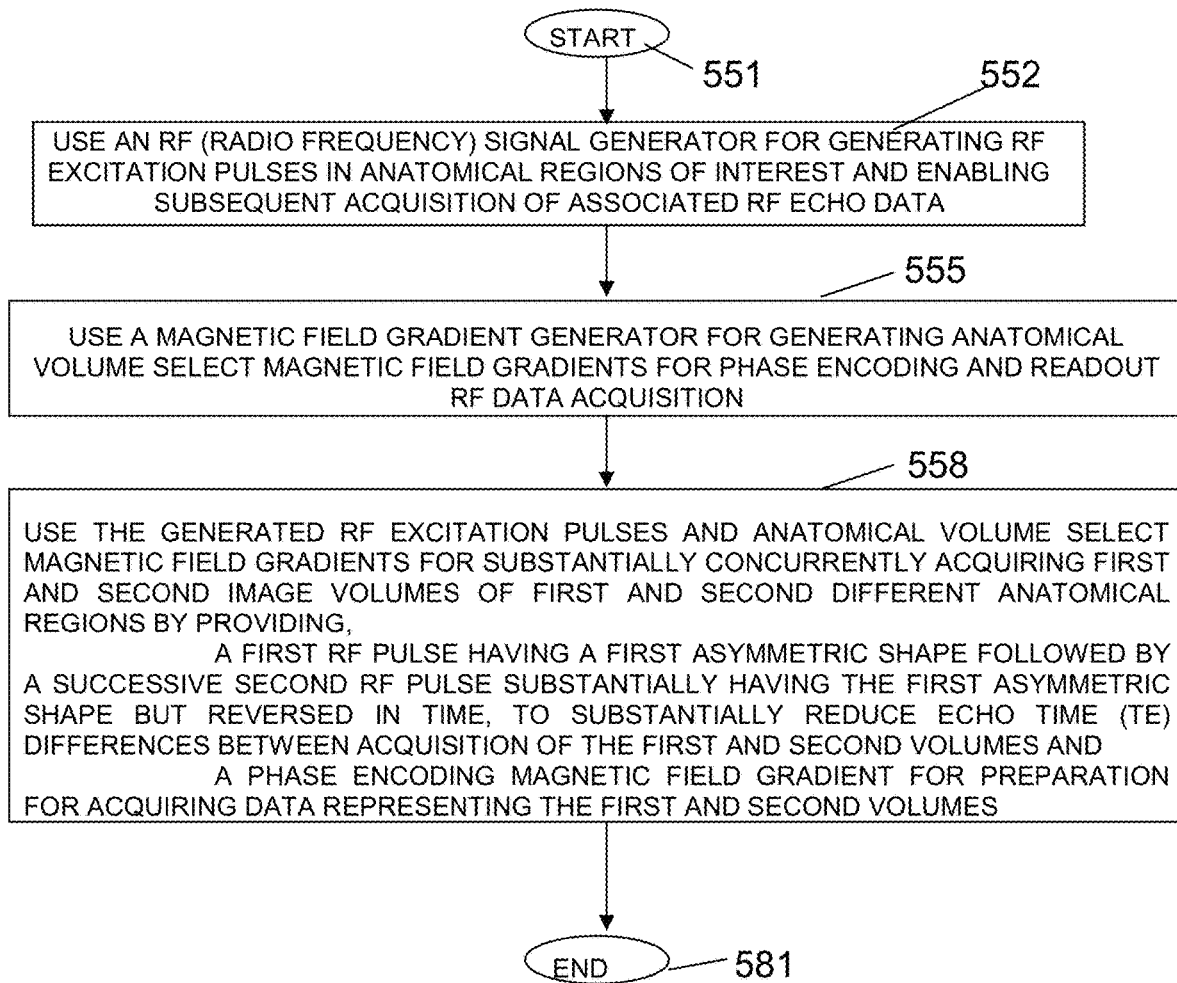 START
551
552
USE AN RF (RADIO FREQUENCY) SIGNAL GENERATOR FOR GENERATING RF
EXCITATION PULSES IN ANATOMICAL REGIONS OF INTEREST AND ENABLING
SUBSEQUENT ACQUISITION OF ASSOCIATED RF ECHO DATA
555
USE A MAGNETIC FIELD GRADIENT GENERATOR FOR GENERATING ANATOMICAL
VOLUME SELECT MAGNETIC FIELD GRADIENTS FOR PHASE ENCODING AND READOUT
RF DATA ACQUISITION
558
USE THE GENERATED RF EXCITATION PULSES AND ANATOMICAL VOLUME SELECT
MAGNETIC FIELD GRADIENTS FOR SUBSTANTIALLY CONCURRENTLY ACQUIRING FIRST
AND SECOND IMAGE VOLUMES OF FIRST AND SECOND DIFFERENT ANATOMICAL
REGIONS BY PROVIDING,
A FIRST RF PULSE HAVING A FIRST ASYMMETRIC SHAPE FOLLOWED BY
A SUCCESSIVE SECOND RF PULSE SUBSTANTIALLY HAVING THE FIRST ASYMMETRIC
SHAPE BUT REVERSED IN TIME, TO SUBSTANTIALLY REDUCE ECHO TIME (TE)
DIFFERENCES BETWEEN ACQUISITION OF THE FIRST AND SECOND VOLUMES AND
A PHASE ENCODING MAGNETIC FIELD GRADIENT FOR PREPARATION
FOR ACQUIRING DATA REPRESENTING THE FIRST AND SECOND VOLUMES
END
581